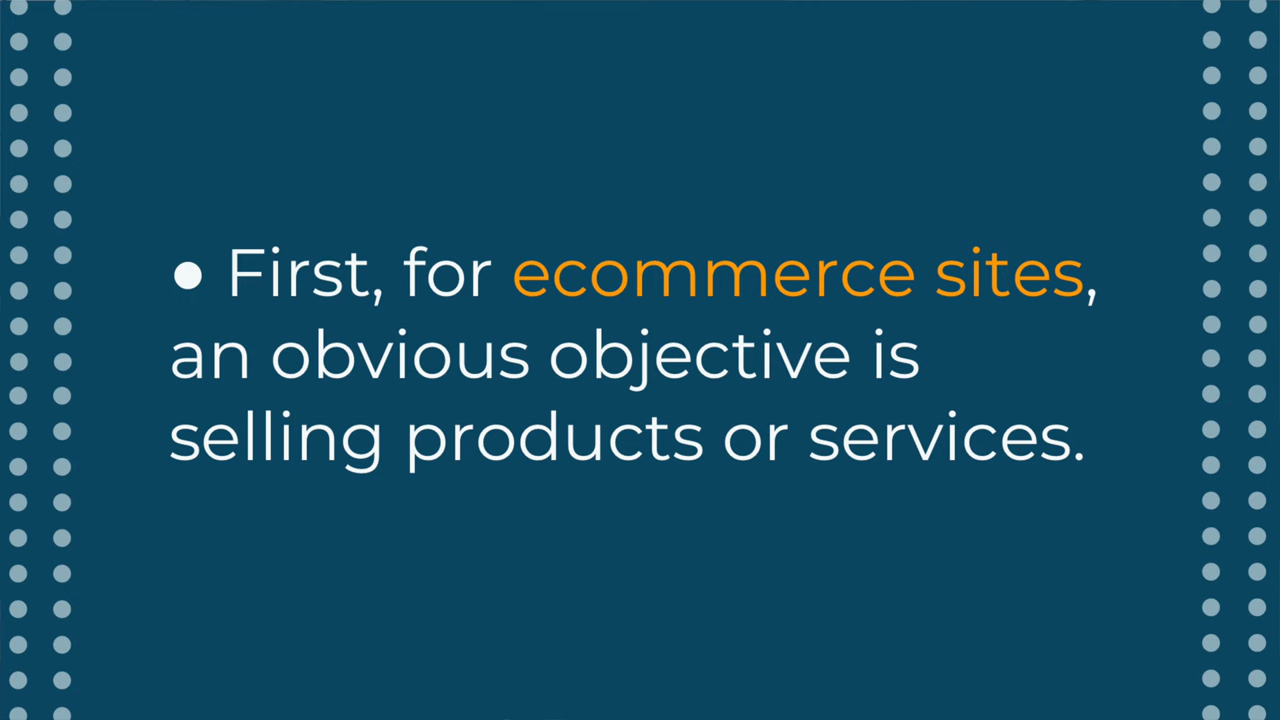 ● First, for ecommerce sites,
an obvious objective is
selling products or services.